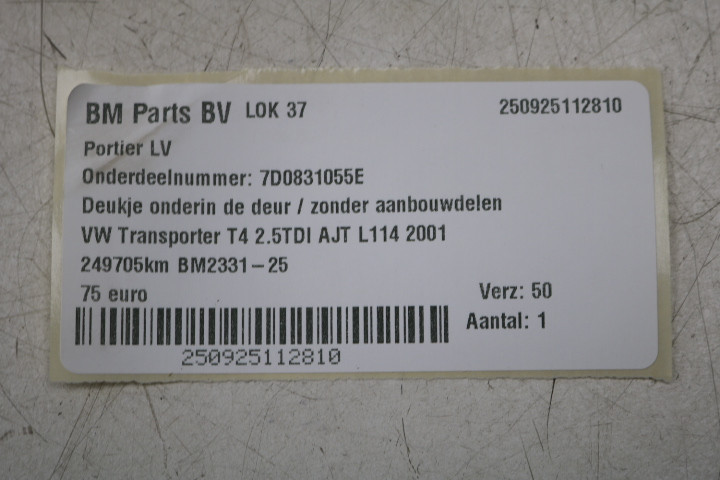 BM Parts BV LOK 37 250925112810
Portier LV
Onderdeelnummer: 7D0831055E
Deukje onderin de deur / zonder aanbouwdelen
VW Transporter T4 2.5TDI AJT L114 2001
249705km BM2331-25
75 euro Verz: 50
Aantal: 1
250925112810